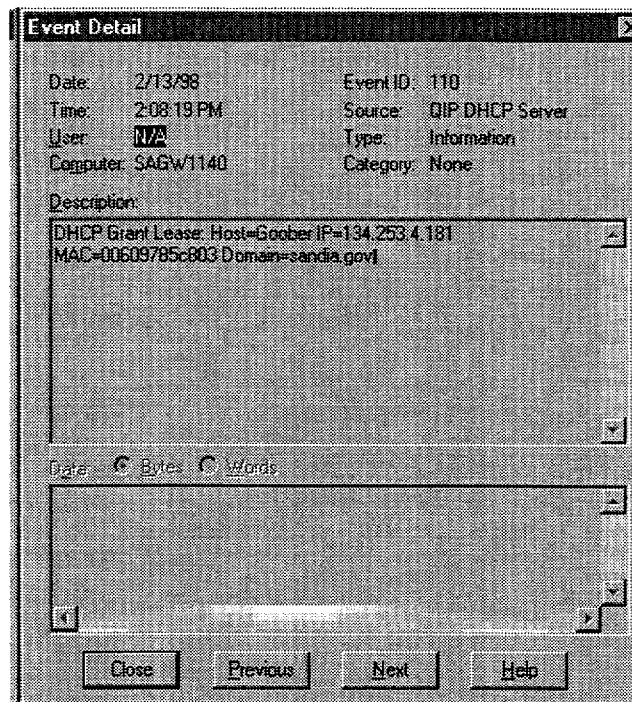 Event Detail
Date: 2/13/98 Event ID: 110
Time: 2:08:19 PM Source: QIP DHCP Server
User: N/A Type: Information
Computer: SAGW1140 Category: None
Description:
DHCP Grant Lease: Host=Goober IP=134.253.4.181
MAC=00609785c803 Domain=sandia.gov
Data: Bytes Words
Close Previous Next Help